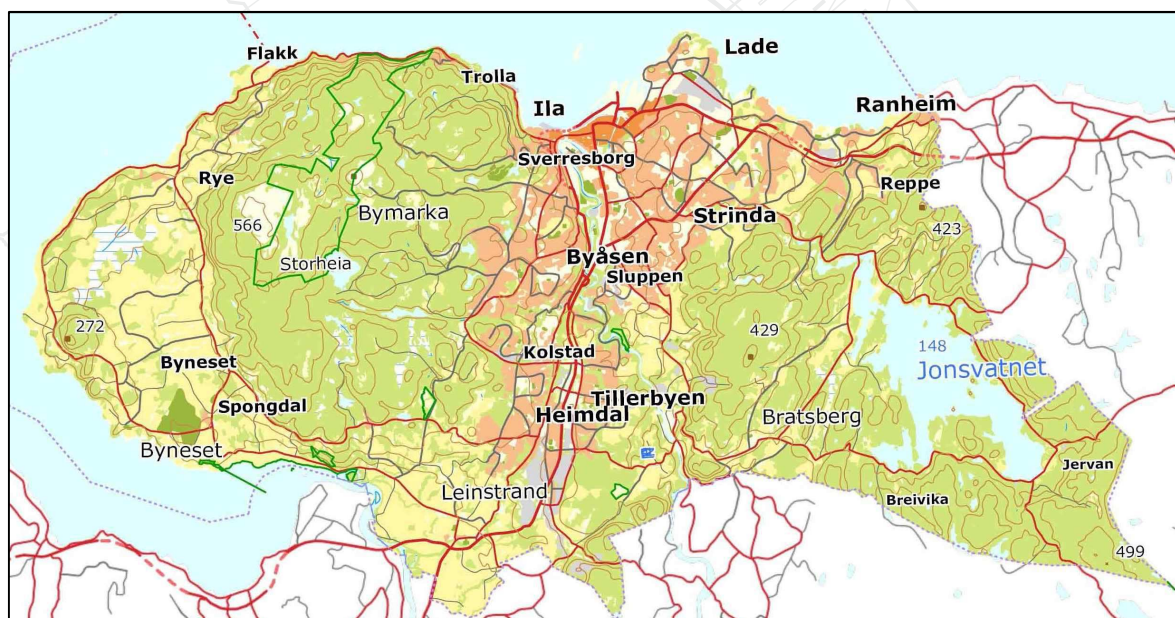 Lade
Flakk
Trolla
Ila
Ranheim
Sverresborg
Rye
Reppe
Bymarka
Strinda
566
423
Byåsen
Storheia
Sluppen
272
429
148
Kolstad
Byneset
Jonsvatnet
Tillerbyen
Spongdal
Heimdal
Bratsberg
Byneset
Jervan
Leinstrand
Breivika
499